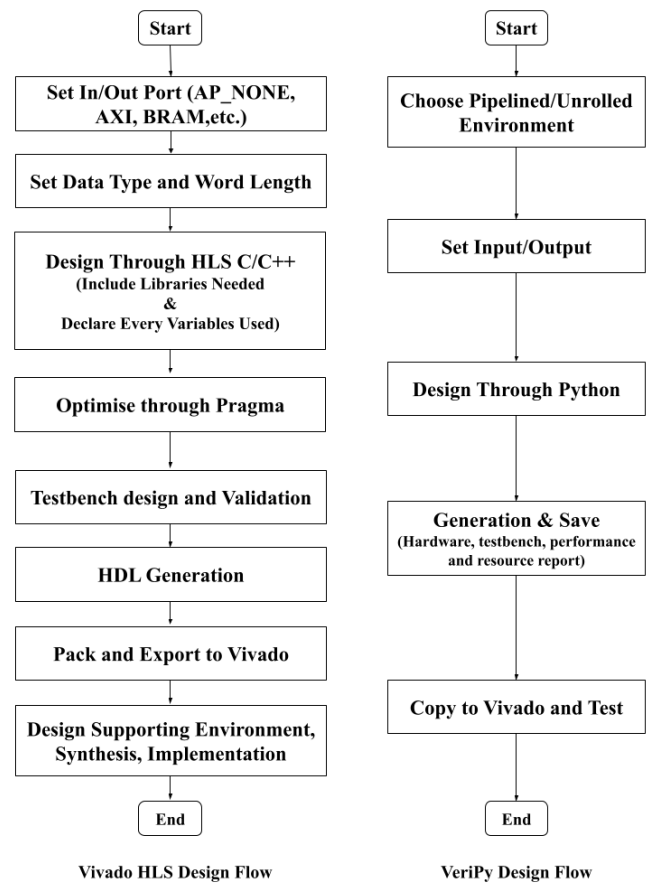 Start
Set In/Out Port (AP_NONE,
AXI, BRAM,etc.)
Set Data Type and Word Length
Design Through HLS C/C++
(Include Libraries Needed
&
Declare Every Variables Used)
Optimise through Pragma
Testbench design and Validation
HDL Generation
Pack and Export to Vivado
Design Supporting Environment,
Synthesis, Implementation
End
Vivado HLS Design Flow
Start
Choose Pipelined/Unrolled
Environment
Set Input/Output
Design Through Python
Generation & Save
(Hardware, testbench, performance
and resource report)
Copy to Vivado and Test
End
VeriPy Design Flow